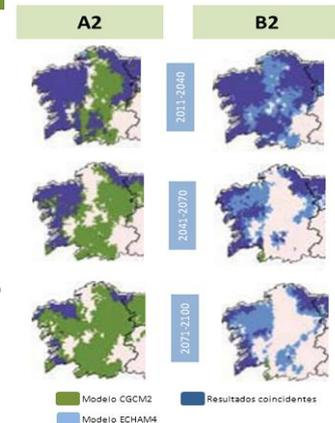 A2
B2
2011-2040
2041-2070
2071-2100
Modelo CGCM2
Resultados coincidentes
Modelo ECHAM4